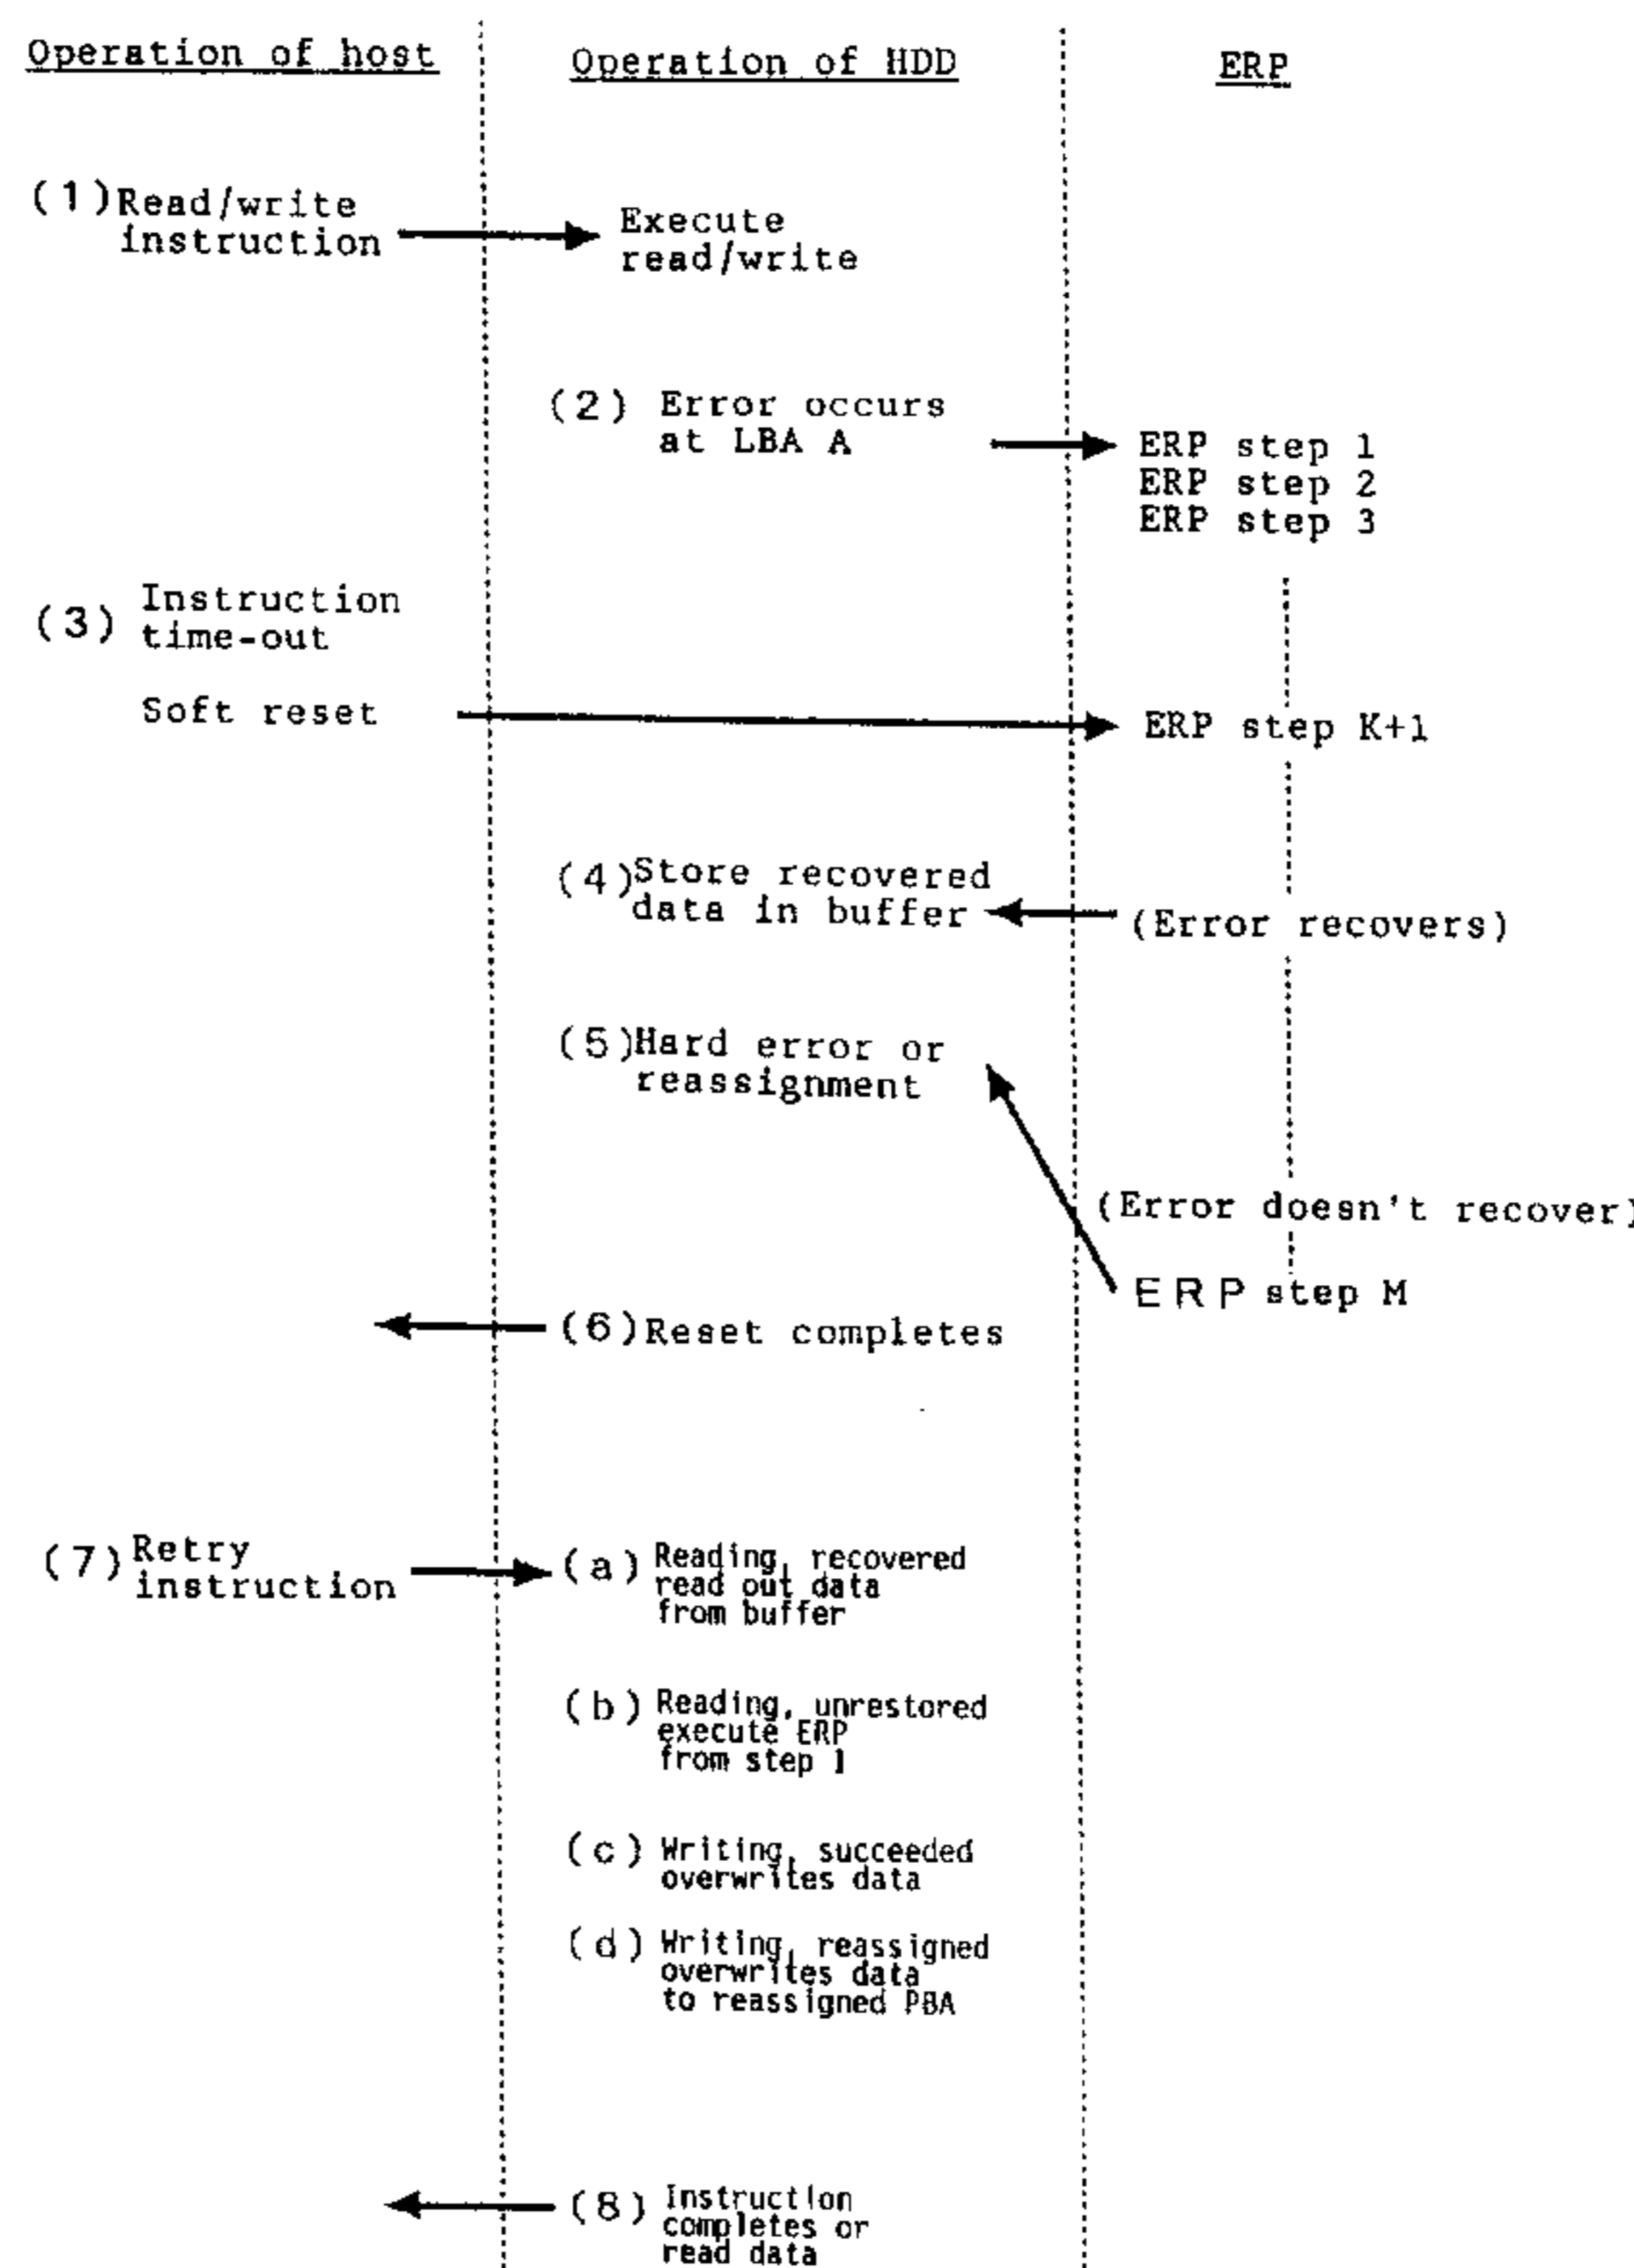 Operation of host
Operation of HDD
ERP
(1) Read/write
instruction
Execute
read/write
(2) Error occurs
at LBA A
ERP step 1
ERP step 2
ERP step 3
(3) Instruction
time-out
Soft reset
ERP step K+1
(4) Store recovered
data in buffer
(Error recovers)
(5) Hard error or
reassignment
(Error doesn't recover)
ERP step M
(6) Reset completes
(7) Retry
instruction
(a) Reading, recovered
read out data
from buffer
(b) Reading, unrestored
execute ERP
from step 1
(c) Writing, succeeded
overwrites data
(d) Writing, reassigned
overwrites data
to reassigned PBA
(8) Instruction
completes or
read data